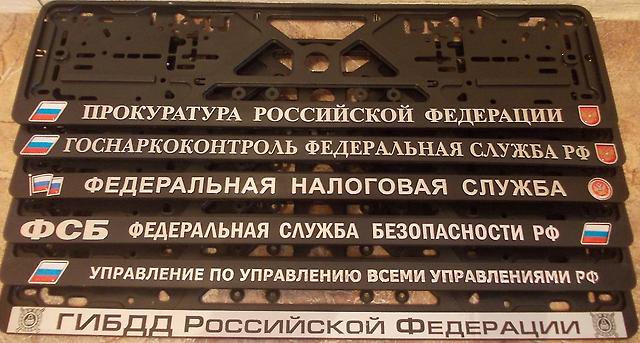 ПРОКУРАТУРА РОССИЙСКОЙ ФЕДЕРАЦИИ
ГОСНАРКОКОНТРОЛЬ ФЕДЕРАЛЬНАЯ СЛУЖБА РФ
ФЕДЕРАЛЬНАЯ НАЛОГОВАЯ СЛУЖБА
ФСБ ФЕДЕРАЛЬНАЯ СЛУЖБА БЕЗОПАСНОСТИ РФ
УПРАВЛЕНИЕ ПО УПРАВЛЕНИЮ ВСЕМИ УПРАВЛЕНИЯМИ РФ
ГИБДД РОССИЙСКОЙ ФЕДЕРАЦИИ